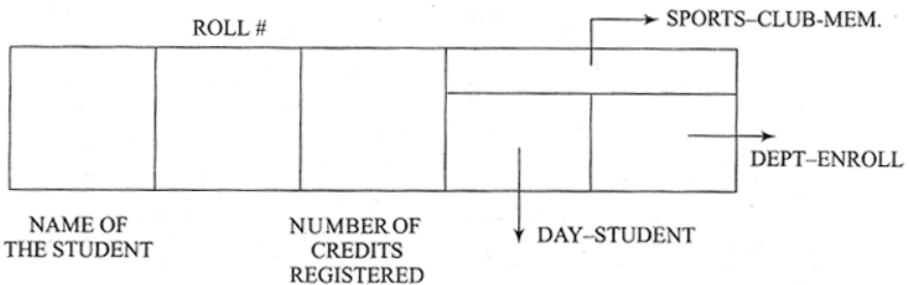 SPORTS–CLUB-MEM.
ROLL #
DEPT–ENROLL
NAME OF
THE STUDENT
NUMBER OF
CREDITS
REGISTERED
DAY–STUDENT